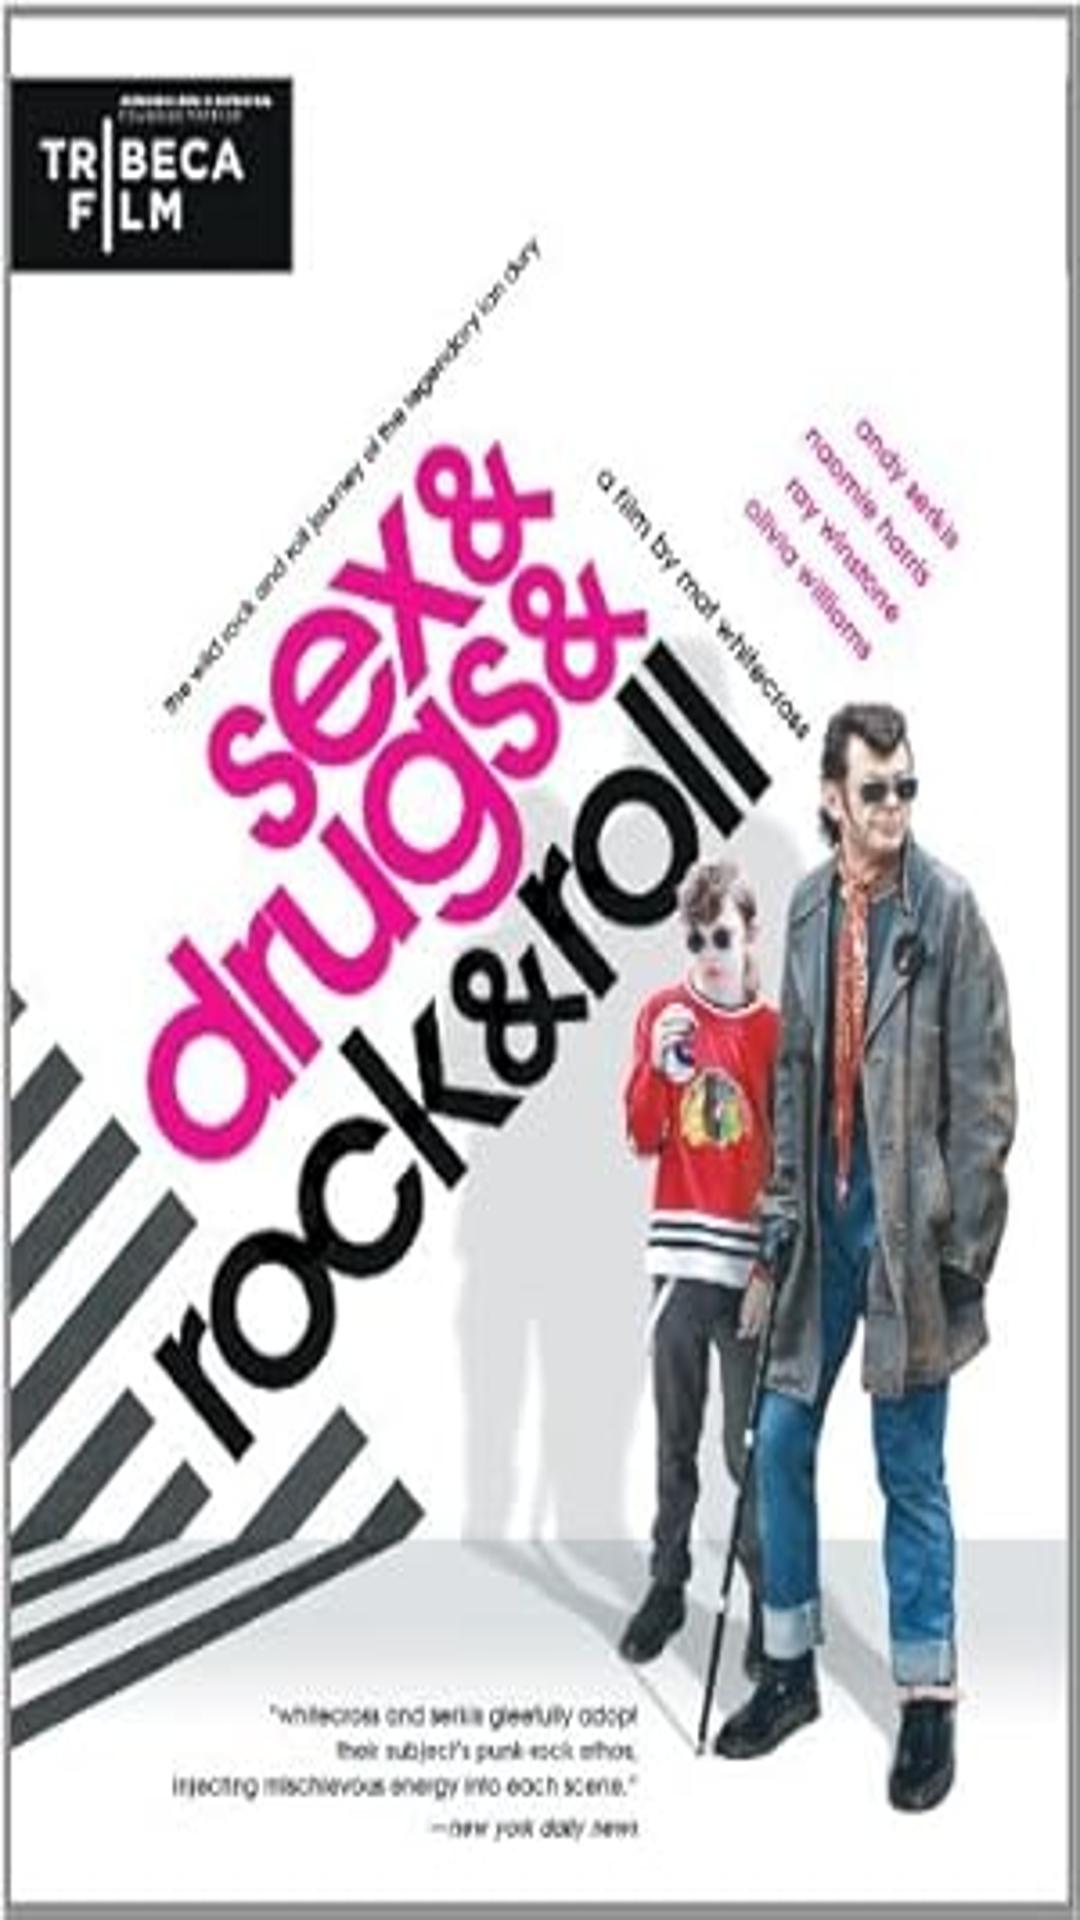 TRIBECA
FILM
the wild rock and roll journey of the legendary ian dury
sex&
drugs&
rock&roll
a film by mat whitecross
andy serkis
naomie harris
ray winstone
olivia williams
"whitecross and serkis gleefully adopt
their subject's punk-rock ethos,
injecting mischievous energy into each scene."
—new york daily news